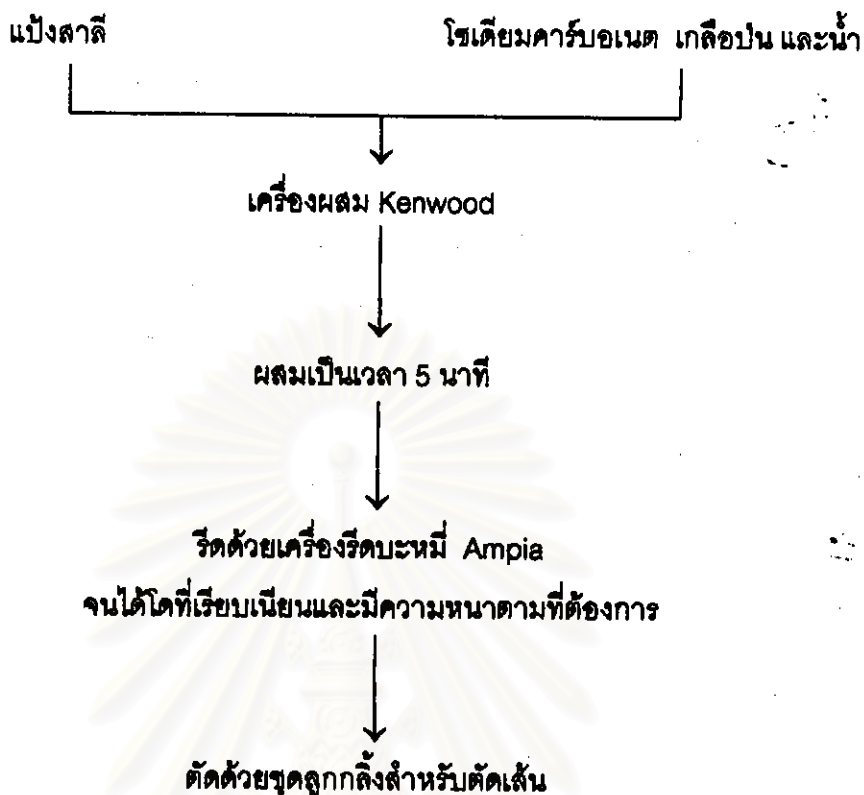 แป้งสาลี
โซเดียมคาร์บอเนต เกลือป่น และน้ำ
เครื่องผสม Kenwood
ผสมเป็นเวลา 5 นาที
รีดด้วยเครื่องรีดบะหมี่ Ampia
จนได้โดที่เรียบเนียนและมีความหนาตามที่ต้องการ
ตัดด้วยชุดลูกกลิ้งสำหรับตัดเส้น